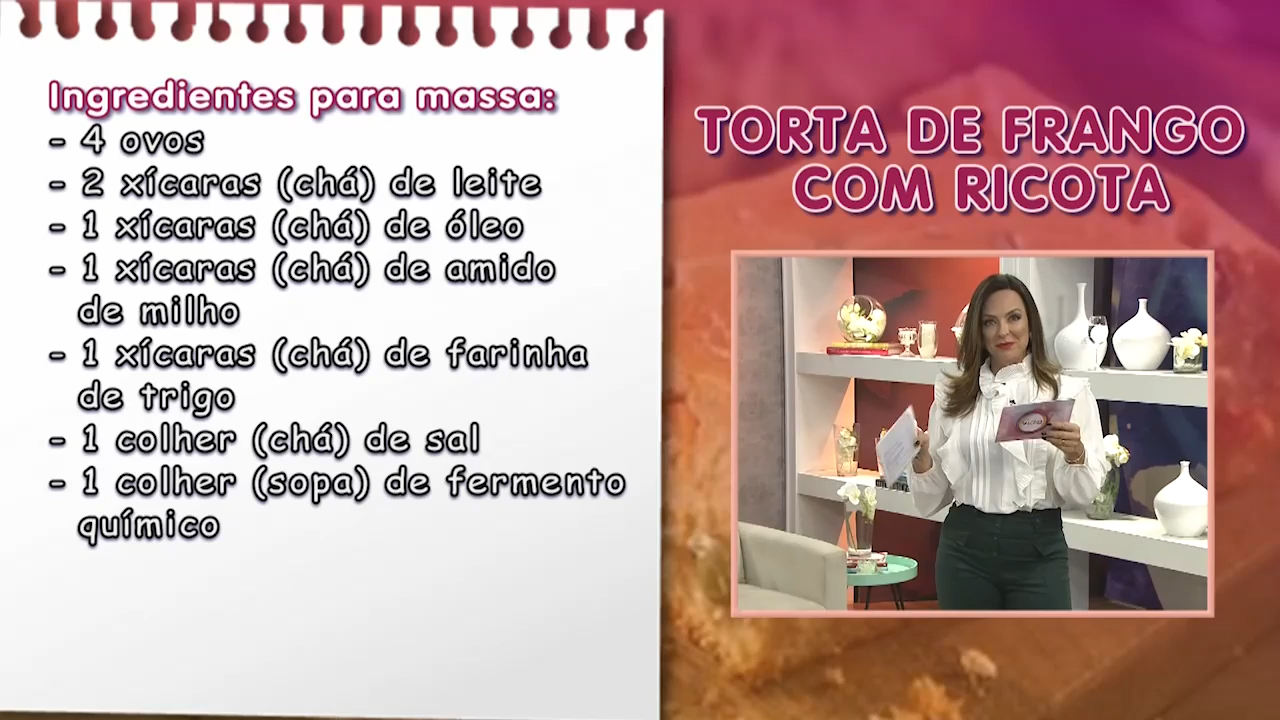 Ingredientes para massa:
- 4 ovos
- 2 xícaras (chá) de leite
- 1 xícaras (chá) de óleo
- 1 xícaras (chá) de amido
de milho
- 1 xícaras (chá) de farinha
de trigo
- 1 colher (chá) de sal
- 1 colher (sopa) de fermento
químico
TORTA DE FRANGO
COM RICOTA